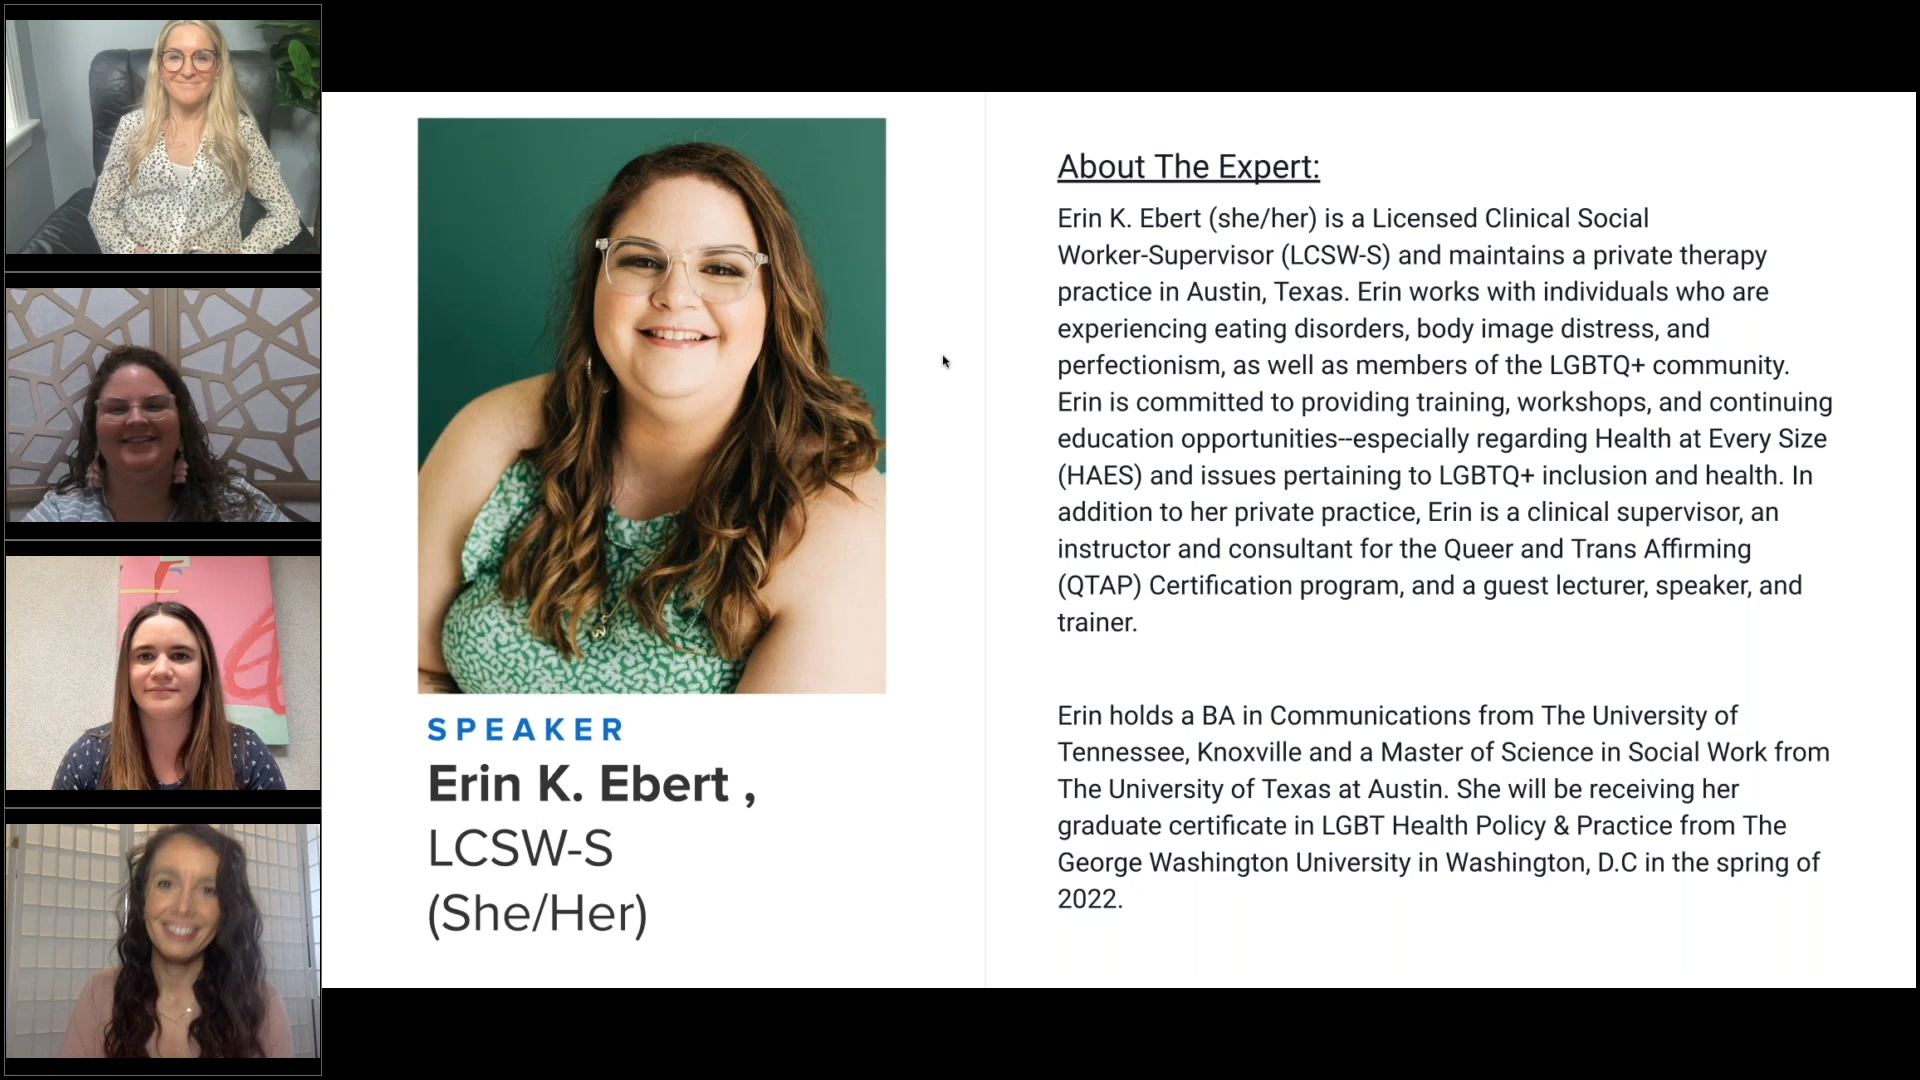 SPEAKER
Erin K. Ebert ,
LCSW-S
(She/Her)
About The Expert:
Erin K. Ebert (she/her) is a Licensed Clinical Social
Worker-Supervisor (LCSW-S) and maintains a private therapy
practice in Austin, Texas. Erin works with individuals who are
experiencing eating disorders, body image distress, and
perfectionism, as well as members of the LGBTQ+ community.
Erin is committed to providing training, workshops, and continuing
education opportunities--especially regarding Health at Every Size
(HAES) and issues pertaining to LGBTQ+ inclusion and health. In
addition to her private practice, Erin is a clinical supervisor, an
instructor and consultant for the Queer and Trans Affirming
(QTAP) Certification program, and a guest lecturer, speaker, and
trainer.
Erin holds a BA in Communications from The University of
Tennessee, Knoxville and a Master of Science in Social Work from
The University of Texas at Austin. She will be receiving her
graduate certificate in LGBT Health Policy & Practice from The
George Washington University in Washington, D.C in the spring of
2022.